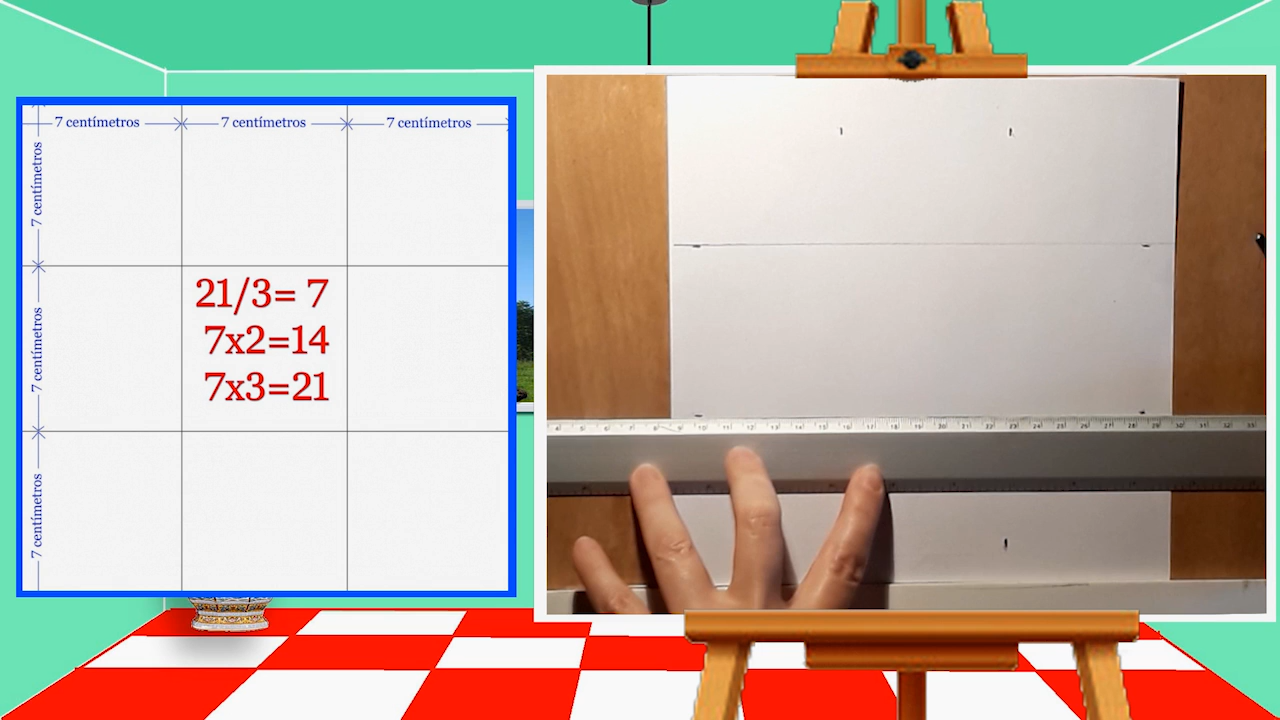 7 centímetros 7 centímetros 7 centímetros
7 centímetros
21/3= 7
7x2=14
7x3=21
7 centímetros
7 centímetros